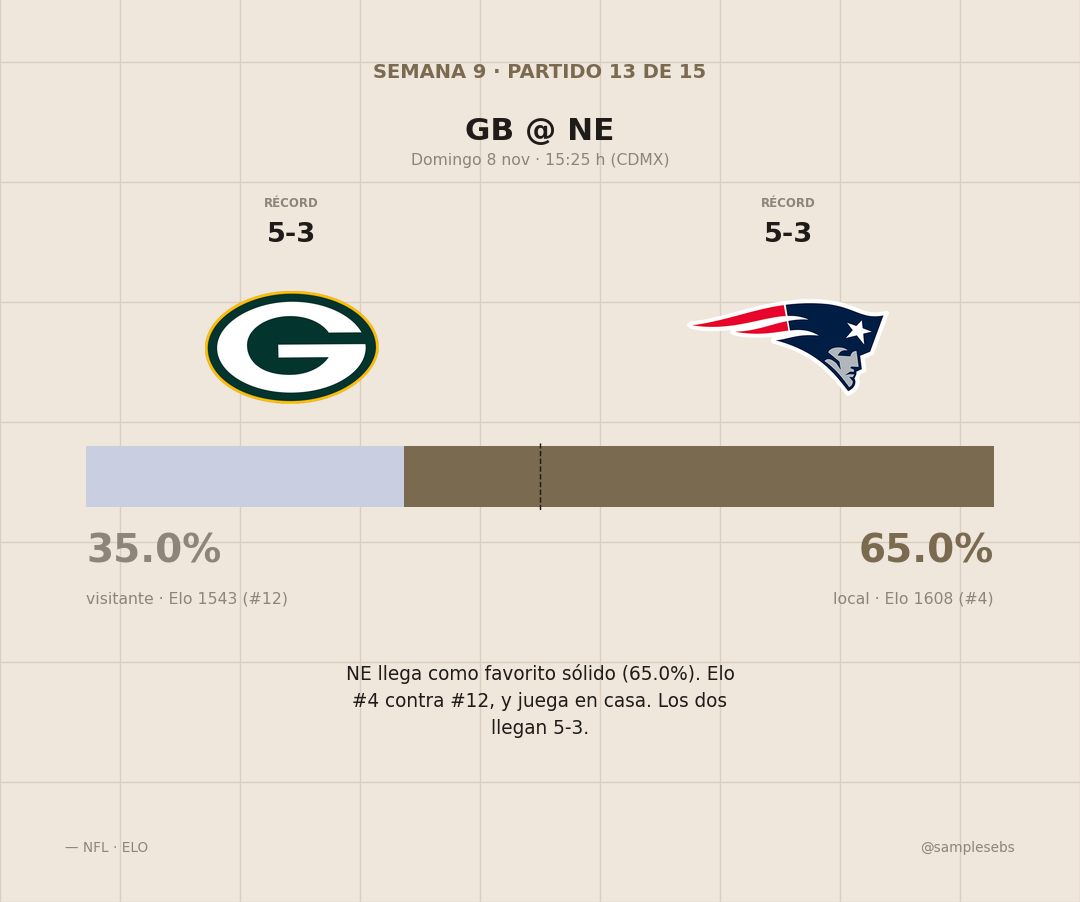 SEMANA 9 · PARTIDO 13 DE 15
GB @ NE
Domingo 8 nov · 15:25 h (CDMX)
RÉCORD
5-3
RÉCORD
5-3
G
35.0%
65.0%
visitante · Elo 1543 (#12)
local · Elo 1608 (#4)
NE llega como favorito sólido (65.0%). Elo
#4 contra #12, y juega en casa. Los dos
llegan 5-3.
— NFL · ELO
@samplesebs